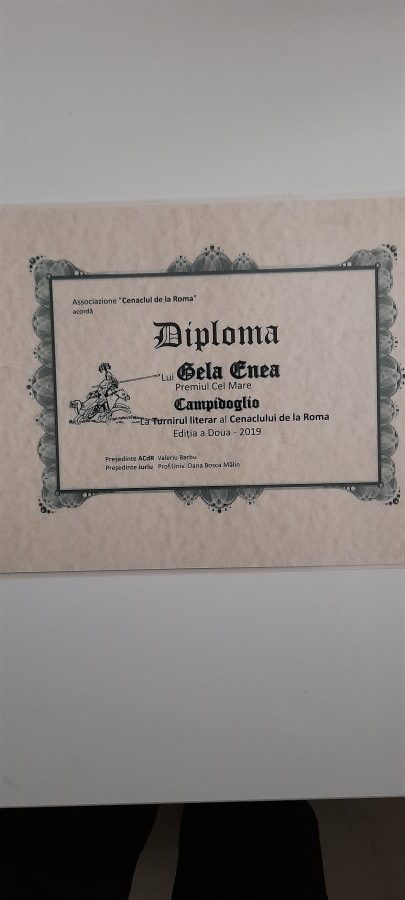 Associazione "Cenaclul de la Roma"
acordă
Diploma
Lui Gela Enea
Premiul Cel Mare
Campidoglio
La Turnirul literar al Cenaclului de la Roma
Ediția a Doua - 2019
Președinte ACdR Valeriu Barbu
Președinte Juriu Prof.Univ. Oana Bosca Mălin